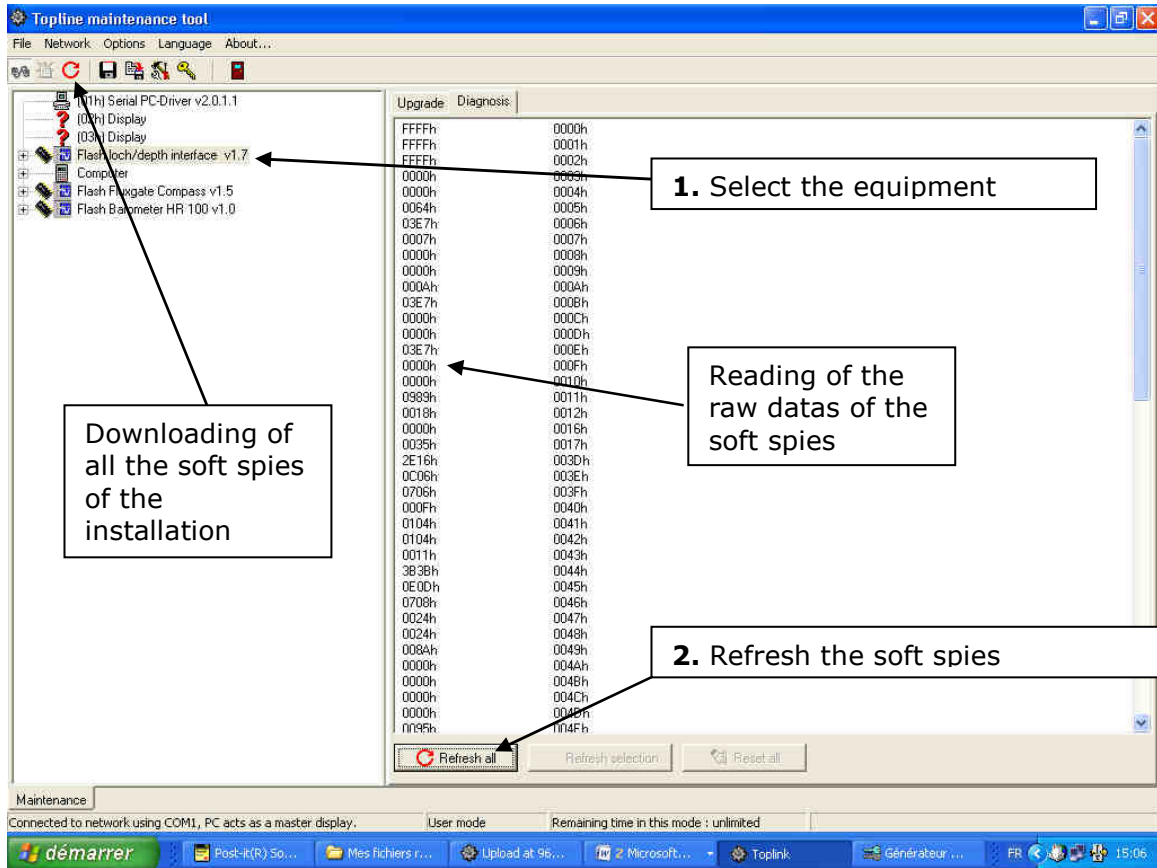 Topline maintenance tool
File Network Options Language About...
(01h) Serial PC-Driver v2.0.1.1
(02h) Display
(03h) Display
Flash loch/depth interface v1.7
Computer
Flash Fluxgate Compass v1.5
Flash Barometer HR 100 v1.0
Upgrade Diagnosis
FFFFh 0000h
FFFFh 0001h
FFFFh 0002h
0000h 0003h
0000h 0004h
0064h 0005h
03E7h 0006h
0007h 0007h
0000h 0008h
0000h 0009h
000Ah 000Ah
03E7h 000Bh
0000h 000Ch
0000h 000Dh
03E7h 000Eh
0000h 000Fh
0000h 0010h
0989h 0011h
0018h 0012h
0000h 0016h
0035h 0017h
2E16h 003Dh
0C06h 003Eh
0706h 003Fh
000Fh 0040h
0104h 0041h
0104h 0042h
0011h 0043h
3B3Bh 0044h
0E0Dh 0045h
0708h 0046h
0024h 0047h
0024h 0048h
008Ah 0049h
0000h 004Ah
0000h 004Bh
0000h 004Ch
0000h 004Dh
0095h 004Eh
1. Select the equipment
Reading of the
raw datas of the
soft spies
Downloading of
all the soft spies
of the
installation
2. Refresh the soft spies
Refresh all Refresh selection Reset all
Maintenance
Connected to network using COM1, PC acts as a master display. User mode Remaining time in this mode : unlimited
démarrer Post-it(R) So... Mes fichiers r... Upload at 96... 2 Microsoft... Toplink Générateur ... FR 15:06